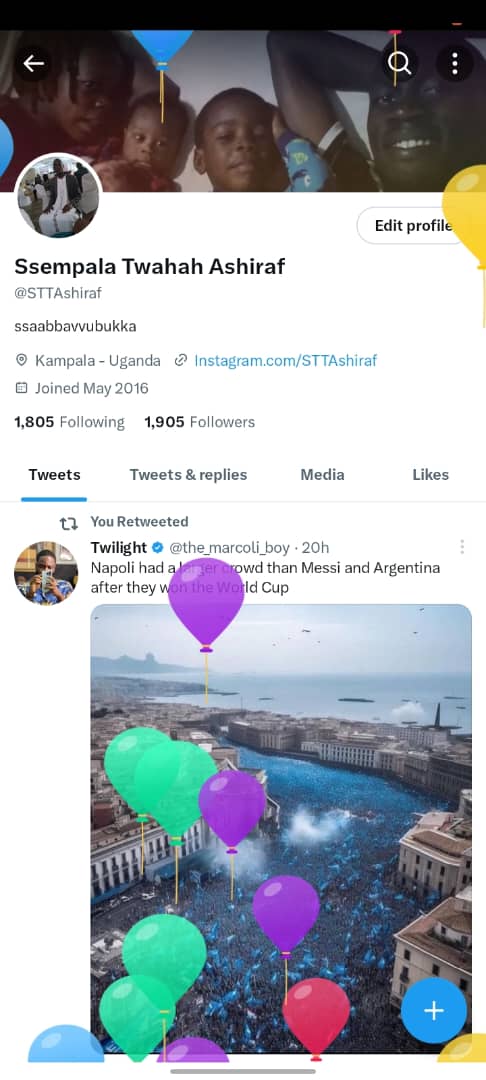 Edit profile
Ssempala Twahah Ashiraf
@STTAshiraf
ssaabbavvubukka
Kampala - Uganda Instagram.com/STTAshiraf
Joined May 2016
1,805 Following 1,905 Followers
Tweets Tweets & replies Media Likes
You Retweeted
Twilight @the_marcoli_boy · 20h
Napoli had a larger crowd than Messi and Argentina
after they won the World Cup